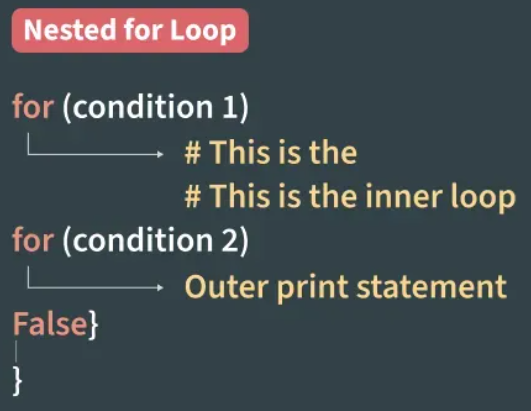 Nested for Loop
for (condition 1)
# This is the
# This is the inner loop
for (condition 2)
Outer print statement
False}
}